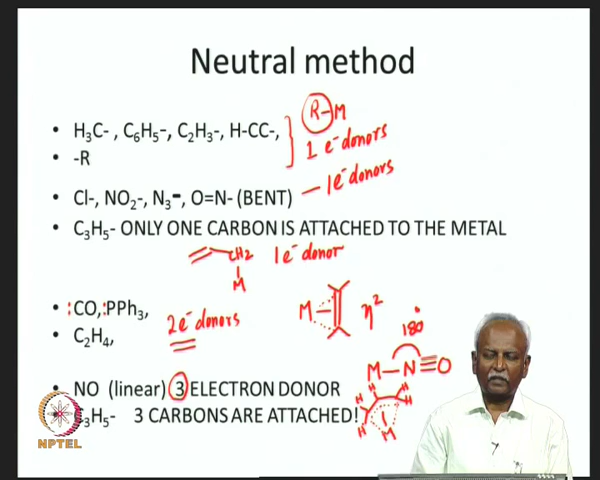 Neutral method
• H₃C- , C₆H₅-, C₂H₃-, H-CC-, } R-M
1 e⁻ donors
• -R
• Cl-, NO₂-, N₃-, O=N- (BENT) — 1e⁻ donors
• C₃H₅- ONLY ONE CARBON IS ATTACHED TO THE METAL
CH2 1e⁻ donor
M
• :CO,:PPh₃, 2e⁻ donors M η²
• C₂H₄,
180°
M—N≡O
• NO (linear) 3 ELECTRON DONOR
H H H
3H₅- 3 CARBONS ARE ATTACHED! H H
M
NPTEL